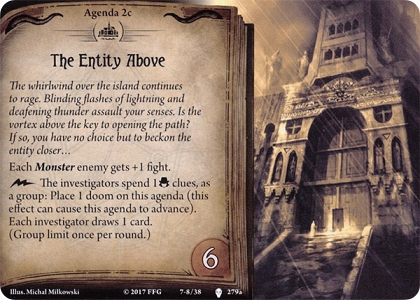 Agenda 2c
The Entity Above
The whirlwind over the island continues
to rage. Blinding flashes of lightning and
deafening thunder assault your senses. Is the
vortex above the key to opening the path?
If so, you have no choice but to beckon the
entity closer…
Each Monster enemy gets +1 fight.
The investigators spend 1 clues, as
a group: Place 1 doom on this agenda (this
effect can cause this agenda to advance).
Each investigator draws 1 card.
(Group limit once per round.)
6
Illus. Michał Miłkowski
© 2017 FFG
7-8/38
279a